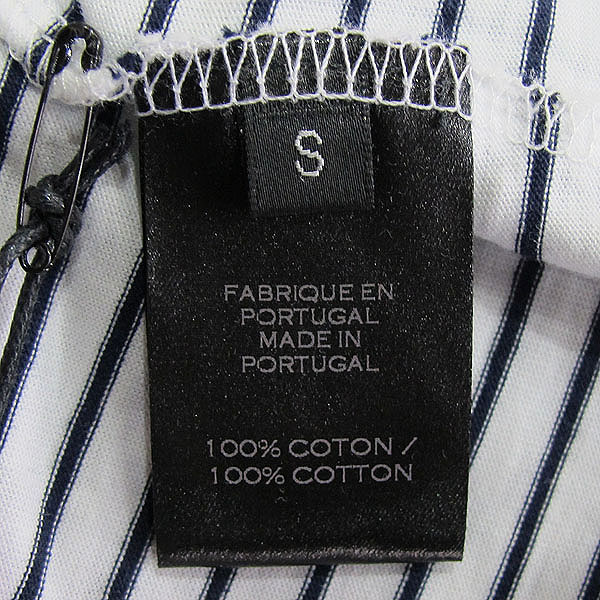 S
FABRIQUE EN
PORTUGAL
MADE IN
PORTUGAL
100% COTON /
100% COTTON